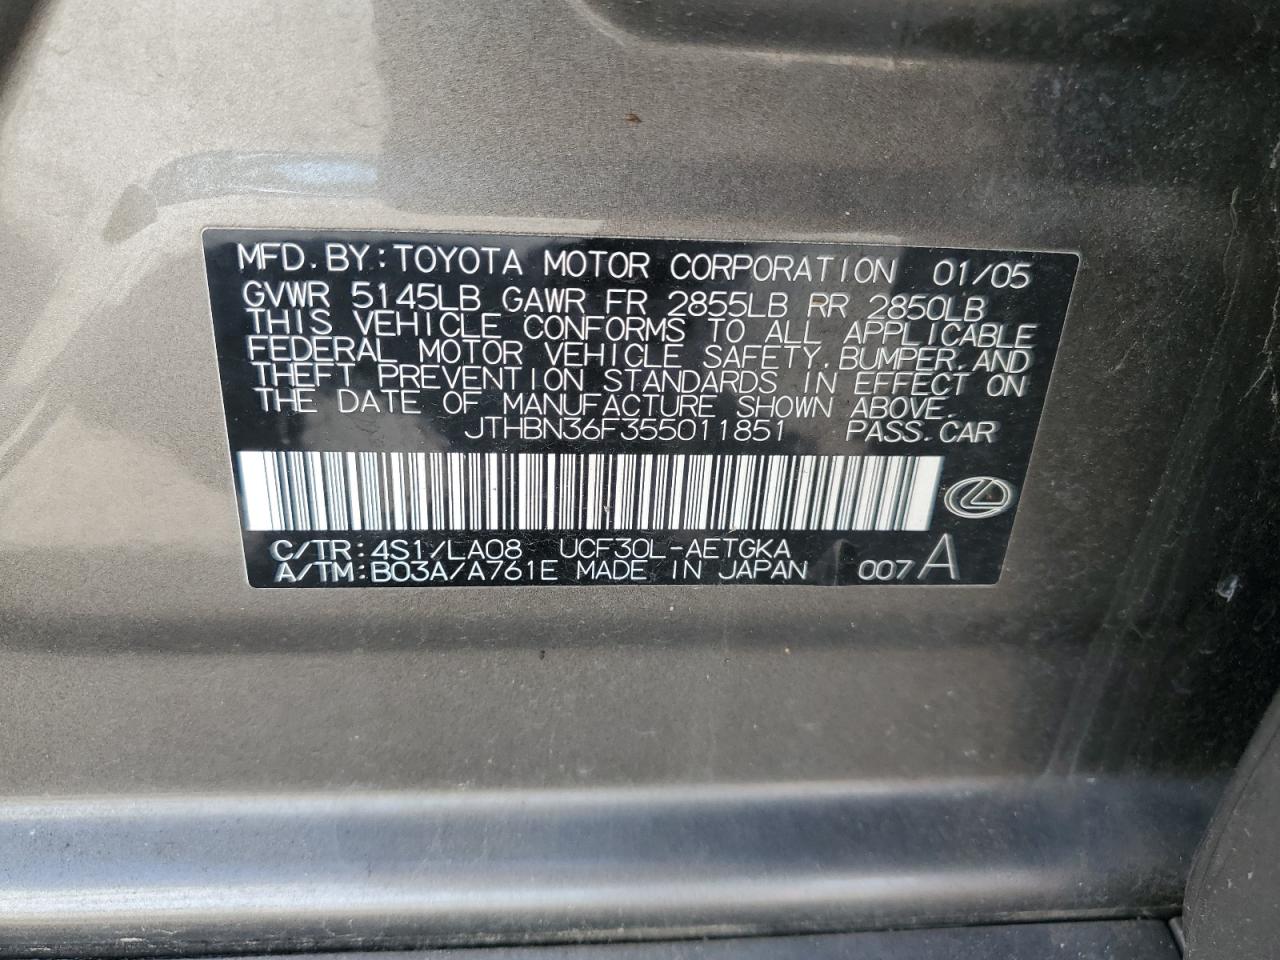 MFD. BY: TOYOTA MOTOR CORPORATION 01/05
GVWR 5145LB GAWR FR 2855LB RR 2850LB
THIS VEHICLE CONFORMS TO ALL APPLICABLE
FEDERAL MOTOR VEHICLE SAFETY, BUMPER, AND
THEFT PREVENTION STANDARDS IN EFFECT ON
THE DATE OF MANUFACTURE SHOWN ABOVE.
JTHBN36F355011851 PASS. CAR
C/TR: 4S1/LA08 UCF30L-AETGKA
A/TM: B03A/A761E MADE IN JAPAN 007A